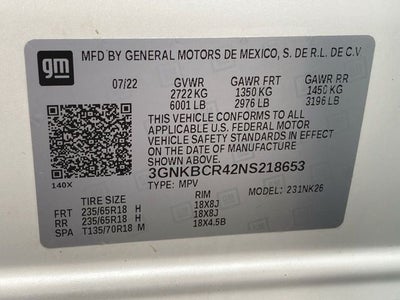 gm
MFD BY GENERAL MOTORS DE MEXICO, S. DE R.L. DE C.V
07/22 GVWR GAWR FRT GAWR RR
2722 KG 1350 KG 1450 KG
6001 LB 2976 LB 3196 LB
THIS VEHICLE CONFORMS TO ALL APPLICABLE
U.S. FEDERAL MOTOR
VEHICLE SAFETY STANDARDS IN EFFECT ON THE
DATE OF MANUFACTURE SHOWN ABOVE.
3GNKBCR42NS218653
140X TYPE: MPV MODEL: 231NK26
TIRE SIZE RIM
FRT 235/65R18 H 18X8J
RR 235/65R18 H 18X8J
SPA T135/70R18 M 18X4.5B